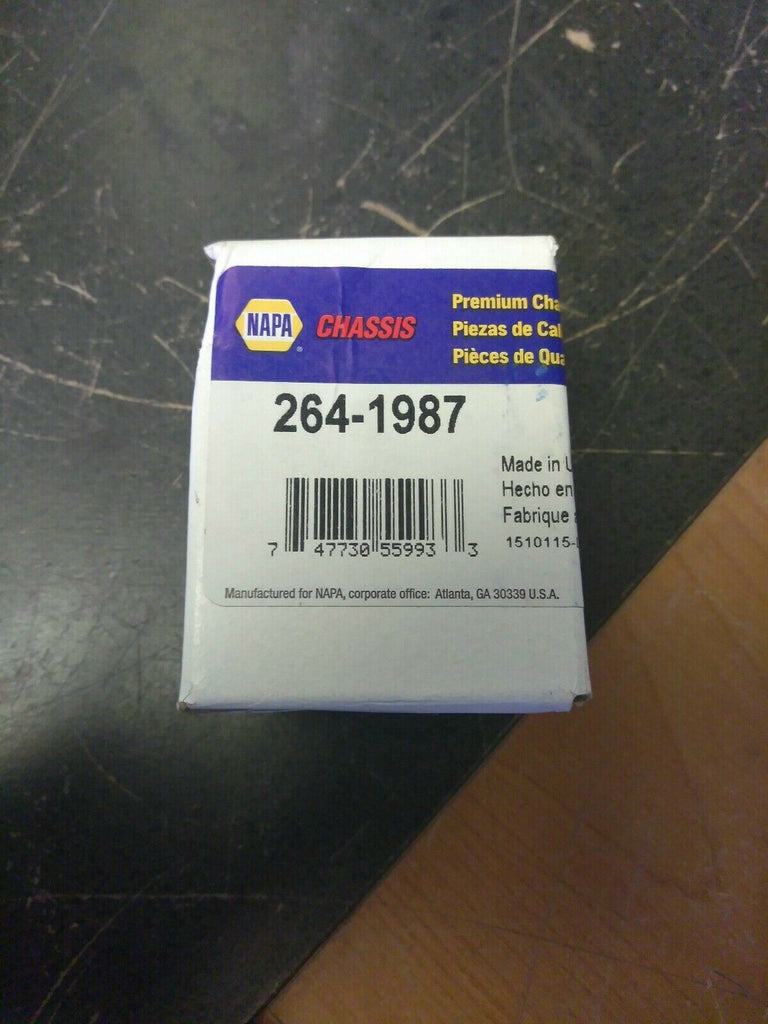 NAPA CHASSIS
Premium Cha
Piezas de Cal
Pièces de Qua
264-1987
Made in U
Hecho en
Fabrique a
1510115-
7 47730 55993 3
Manufactured for NAPA, corporate office: Atlanta, GA 30339 U.S.A.